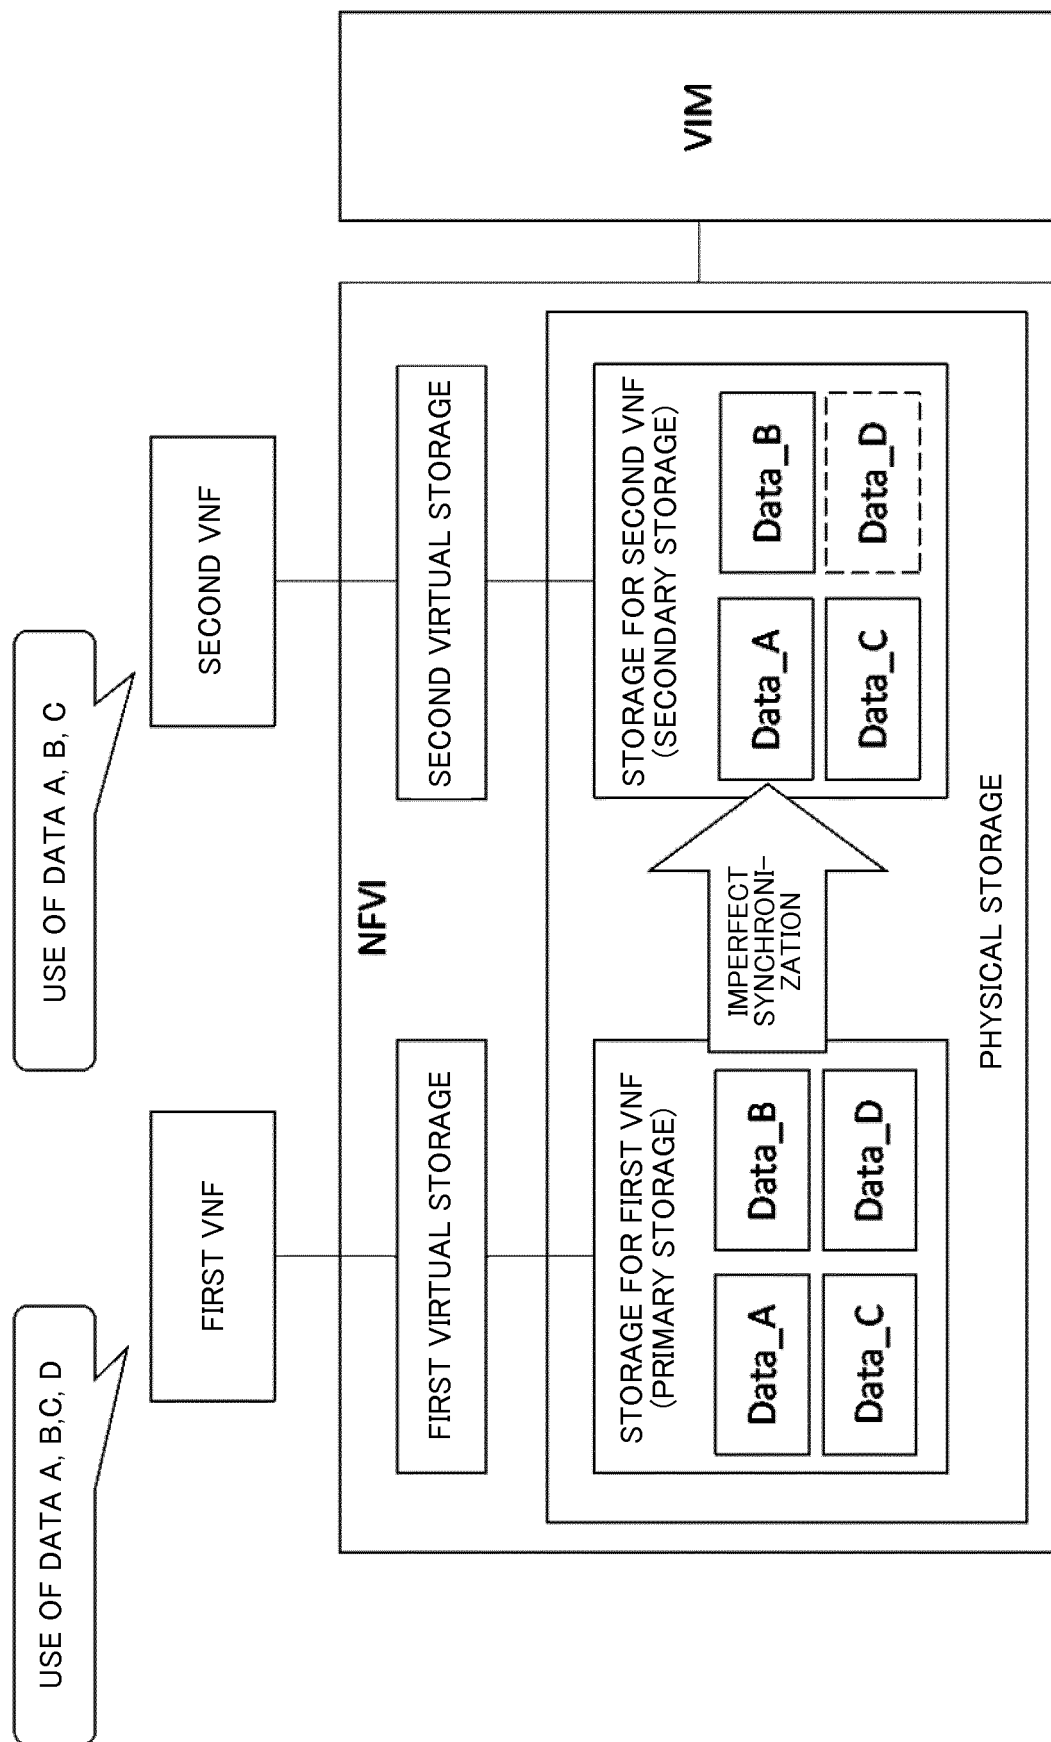 USE OF DATA A, B,C, D
USE OF DATA A, B, C
FIRST VNF
SECOND VNF
NFVI
VIM
FIRST VIRTUAL STORAGE
SECOND VIRTUAL STORAGE
STORAGE FOR FIRST VNF
(PRIMARY STORAGE)
Data_A
Data_B
Data_C
Data_D
IMPERFECT
SYNCHRONI-
ZATION
STORAGE FOR SECOND VNF
(SECONDARY STORAGE)
Data_A
Data_B
Data_C
Data_D
PHYSICAL STORAGE